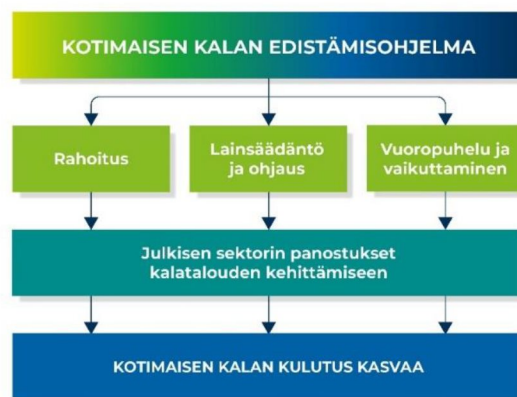 KOTIMAISEN KALAN EDISTÄMISOHJELMA
Rahoitus
Lainsäädäntö
ja ohjaus
Vuoropuhelu ja
vaikuttaminen
Julkisen sektorin panostukset
kalatalouden kehittämiseen
KOTIMAISEN KALAN KULUTUS KASVAA